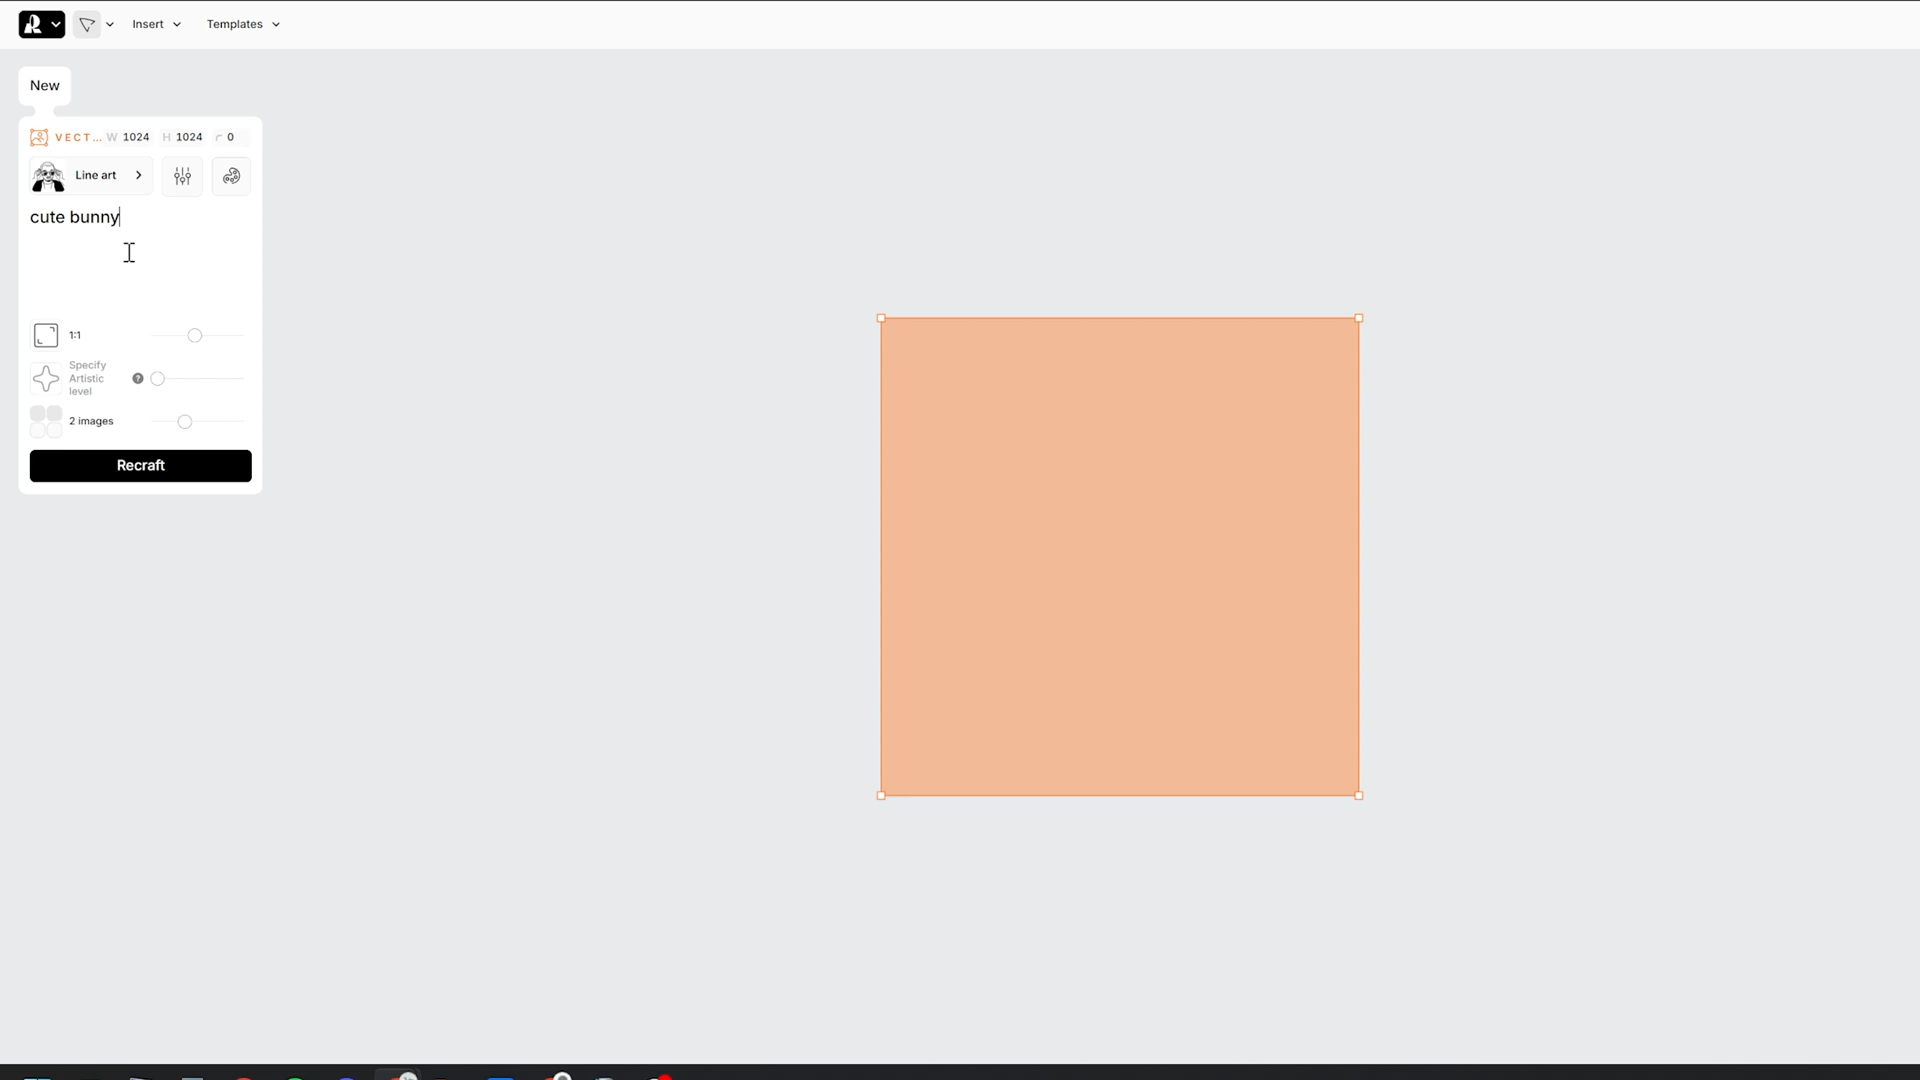 Insert
Templates
New
VECT... W 1024 H 1024 0
Line art
cute bunny
1:1
Specify
Artistic
level
?
2 images
Recraft